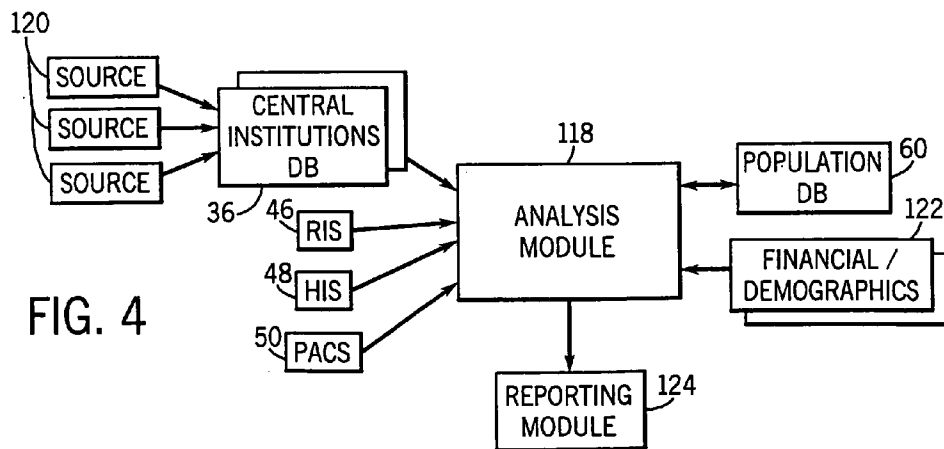 120
SOURCE
SOURCE
SOURCE
CENTRAL
INSTITUTIONS
DB
36
46
RIS
48
HIS
50
PACS
118
ANALYSIS
MODULE
POPULATION
DB
60
122
FINANCIAL /
DEMOGRAPHICS
REPORTING
MODULE
124
FIG. 4